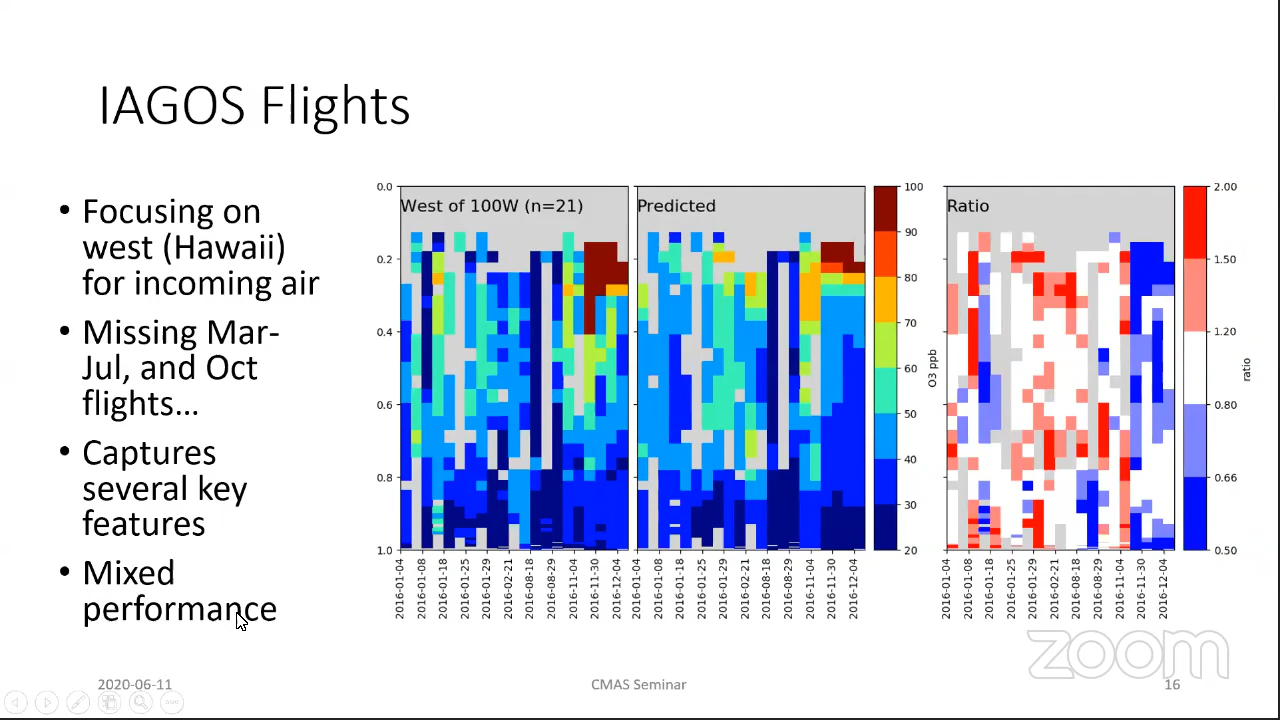 IAGOS Flights
• Focusing on
west (Hawaii)
for incoming air
• Missing Mar-
Jul, and Oct
flights…
• Captures
several key
features
• Mixed
performance
West of 100W (n=21)
Predicted
Ratio
0.0
0.2
0.4
0.6
0.8
1.0
2016-01-04
2016-01-08
2016-01-18
2016-01-25
2016-01-29
2016-02-21
2016-08-18
2016-08-29
2016-11-04
2016-11-30
2016-12-04
2016-01-04
2016-01-08
2016-01-18
2016-01-25
2016-01-29
2016-02-21
2016-08-18
2016-08-29
2016-11-04
2016-11-30
2016-12-04
100
90
80
70
60
50
40
30
20
O3 ppb
2016-01-04
2016-01-08
2016-01-18
2016-01-25
2016-01-29
2016-02-21
2016-08-18
2016-08-29
2016-11-04
2016-11-30
2016-12-04
2.00
1.50
1.20
0.80
0.66
0.50
ratio
zoom
2020-06-11
CMAS Seminar
16